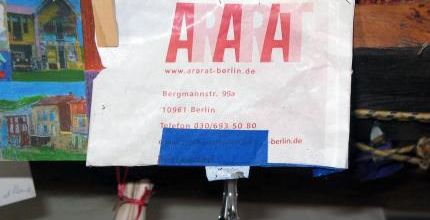 ARARAT
www.ararat-berlin.de
Bergmannstr. 99a
10961 Berlin
Telefon 030/693 50 80
-berlin.de